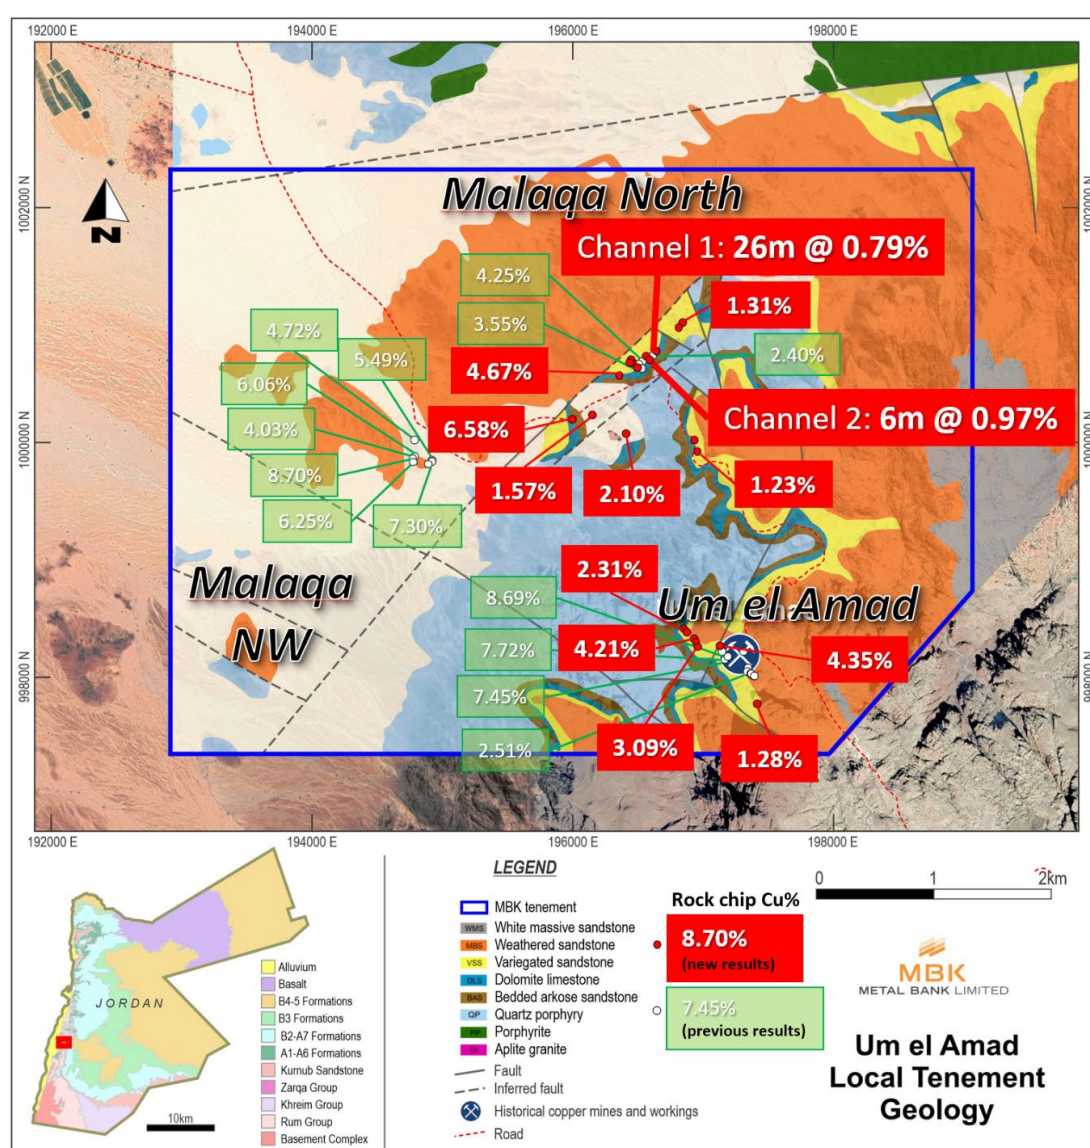 192000 E
194000 E
196000 E
198000 E
1002000 N
1002000 N
1000000 N
1000000 N
998000 N
998000 N
N
Malaqa North
Channel 1: 26m @ 0.79%
4.25%
3.55%
4.72%
5.49%
1.31%
2.40%
4.67%
6.06%
Channel 2: 6m @ 0.97%
4.03%
6.58%
8.70%
1.57%
2.10%
1.23%
6.25%
7.30%
2.31%
Malaqa
NW
8.69%
Um el Amad
7.72%
4.21%
4.35%
7.45%
2.51%
3.09%
1.28%
192000 E
194000 E
196000 E
198000 E
JORDAN
Alluvium
Basalt
B4-5 Formations
B3 Formations
B2-A7 Formations
A1-A6 Formations
Kurnub Sandstone
Zarqa Group
Khreim Group
Rum Group
Basement Complex
10km
LEGEND
MBK tenement
WMS White massive sandstone
MBS Weathered sandstone
VSS Variegated sandstone
DLS Dolomite limestone
BAS Bedded arkose sandstone
QP Quartz porphyry
PP Porphyrite
Gr Aplite granite
Fault
Inferred fault
Historical copper mines and workings
Road
Rock chip Cu%
8.70%
(new results)
7.45%
(previous results)
0 1 2km
MBK
METAL BANK LIMITED
Um el Amad
Local Tenement
Geology